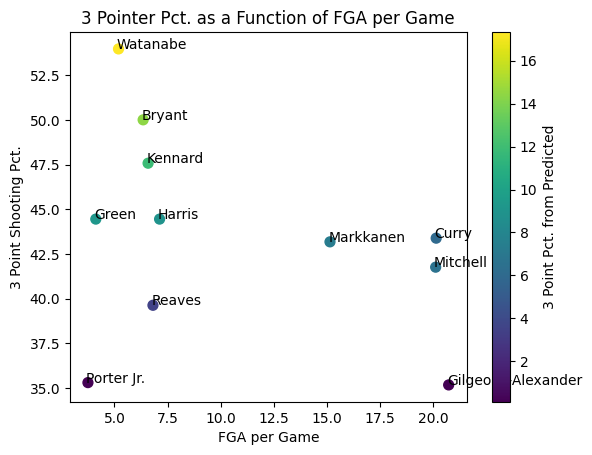 3 Pointer Pct. as a Function of FGA per Game
3 Point Shooting Pct.
52.5
50.0
47.5
45.0
42.5
40.0
37.5
35.0
Watanabe
Bryant
Kennard
Green
Harris
Markkanen
Curry
Mitchell
Reaves
Porter Jr.
5.0 7.5 10.0 12.5 15.0 17.5 20.0
FGA per Game
16
14
12
10
8
6
4
2
3 Point Pct. from Predicted